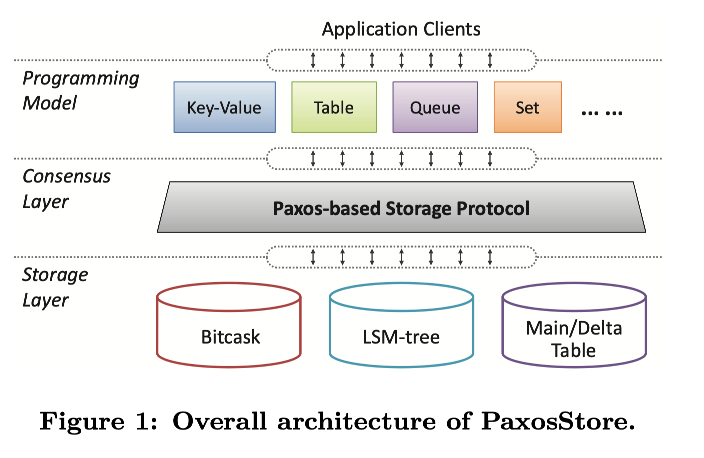 Application Clients
Programming
Model
Key-Value
Table
Queue
Set
... ...
Consensus
Layer
Paxos-based Storage Protocol
Storage
Layer
Bitcask
LSM-tree
Main/Delta
Table
Figure 1: Overall architecture of PaxosStore.